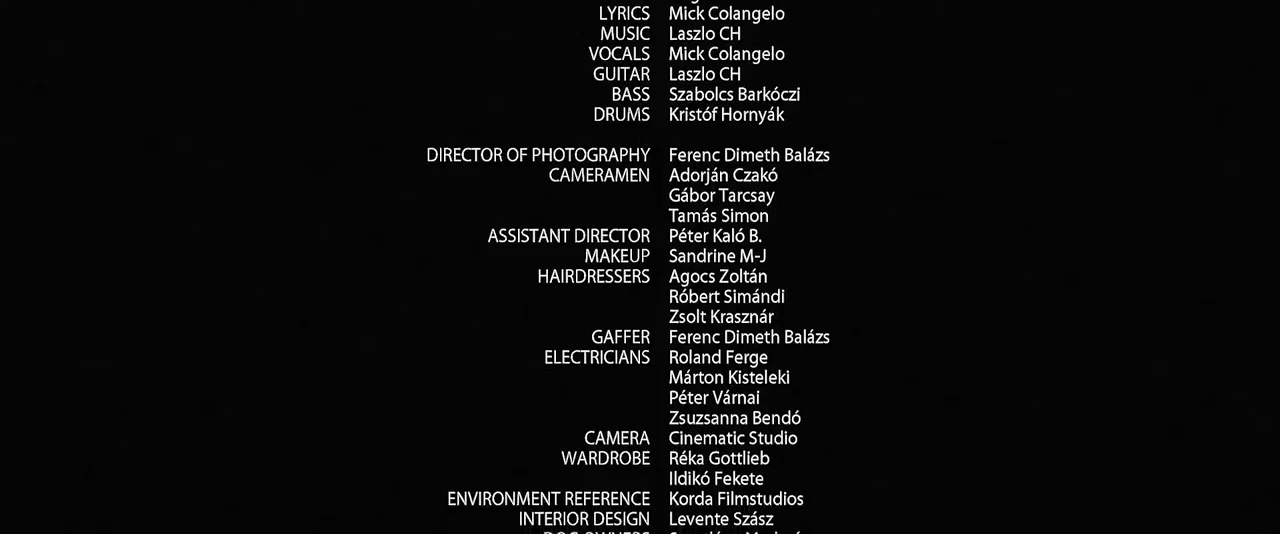 LYRICS Mick Colangelo
MUSIC Laszlo CH
VOCALS Mick Colangelo
GUITAR Laszlo CH
BASS Szabolcs Barkóczi
DRUMS Kristóf Hornyák
DIRECTOR OF PHOTOGRAPHY Ferenc Dimeth Balázs
CAMERAMEN Adorján Czakó
Gábor Tarcsay
Tamás Simon
ASSISTANT DIRECTOR Péter Kaló B.
MAKEUP Sandrine M-J
HAIRDRESSERS Agocs Zoltán
Róbert Simándi
Zsolt Krasznár
GAFFER Ferenc Dimeth Balázs
ELECTRICIANS Roland Ferge
Márton Kisteleki
Péter Várnai
Zsuzsanna Bendó
CAMERA Cinematic Studio
WARDROBE Réka Gottlieb
Ildikó Fekete
ENVIRONMENT REFERENCE Korda Filmstudios
INTERIOR DESIGN Levente Szász
DOG OWNERS